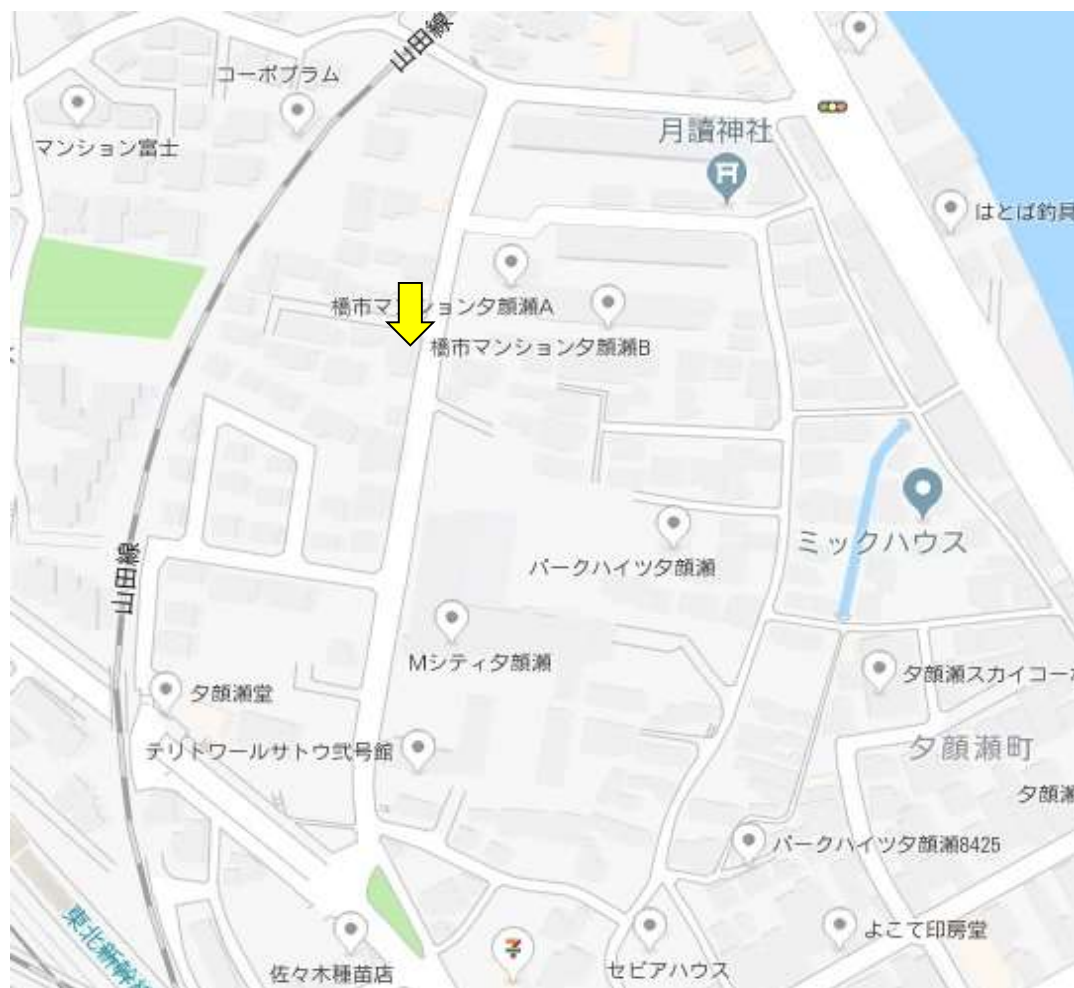 山田線
コーポプラム
マンション富士
月讀神社
はとば釣具
橋市マンション夕顔瀬A
橋市マンション夕顔瀬B
ミックハウス
パークハイツ夕顔瀬
山田線
Mシティ夕顔瀬
夕顔瀬スカイコーポ
夕顔瀬堂
テリトワールサトウ弐号館
夕顔瀬町
夕顔瀬
パークハイツ夕顔瀬8425
よこて印房堂
東北新幹線
佐々木種苗店
7
セピアハウス